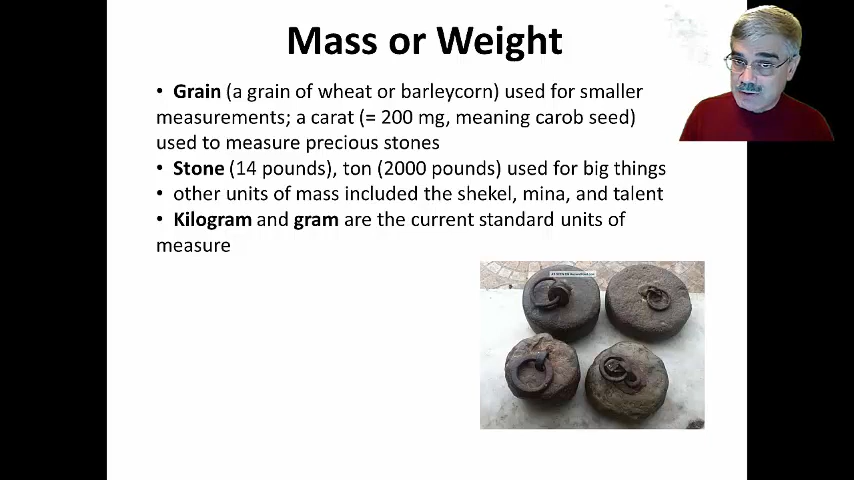 Mass or Weight
• Grain (a grain of wheat or barleycorn) used for smaller
measurements; a carat (= 200 mg, meaning carob seed)
used to measure precious stones
• Stone (14 pounds), ton (2000 pounds) used for big things
• other units of mass included the shekel, mina, and talent
• Kilogram and gram are the current standard units of
measure